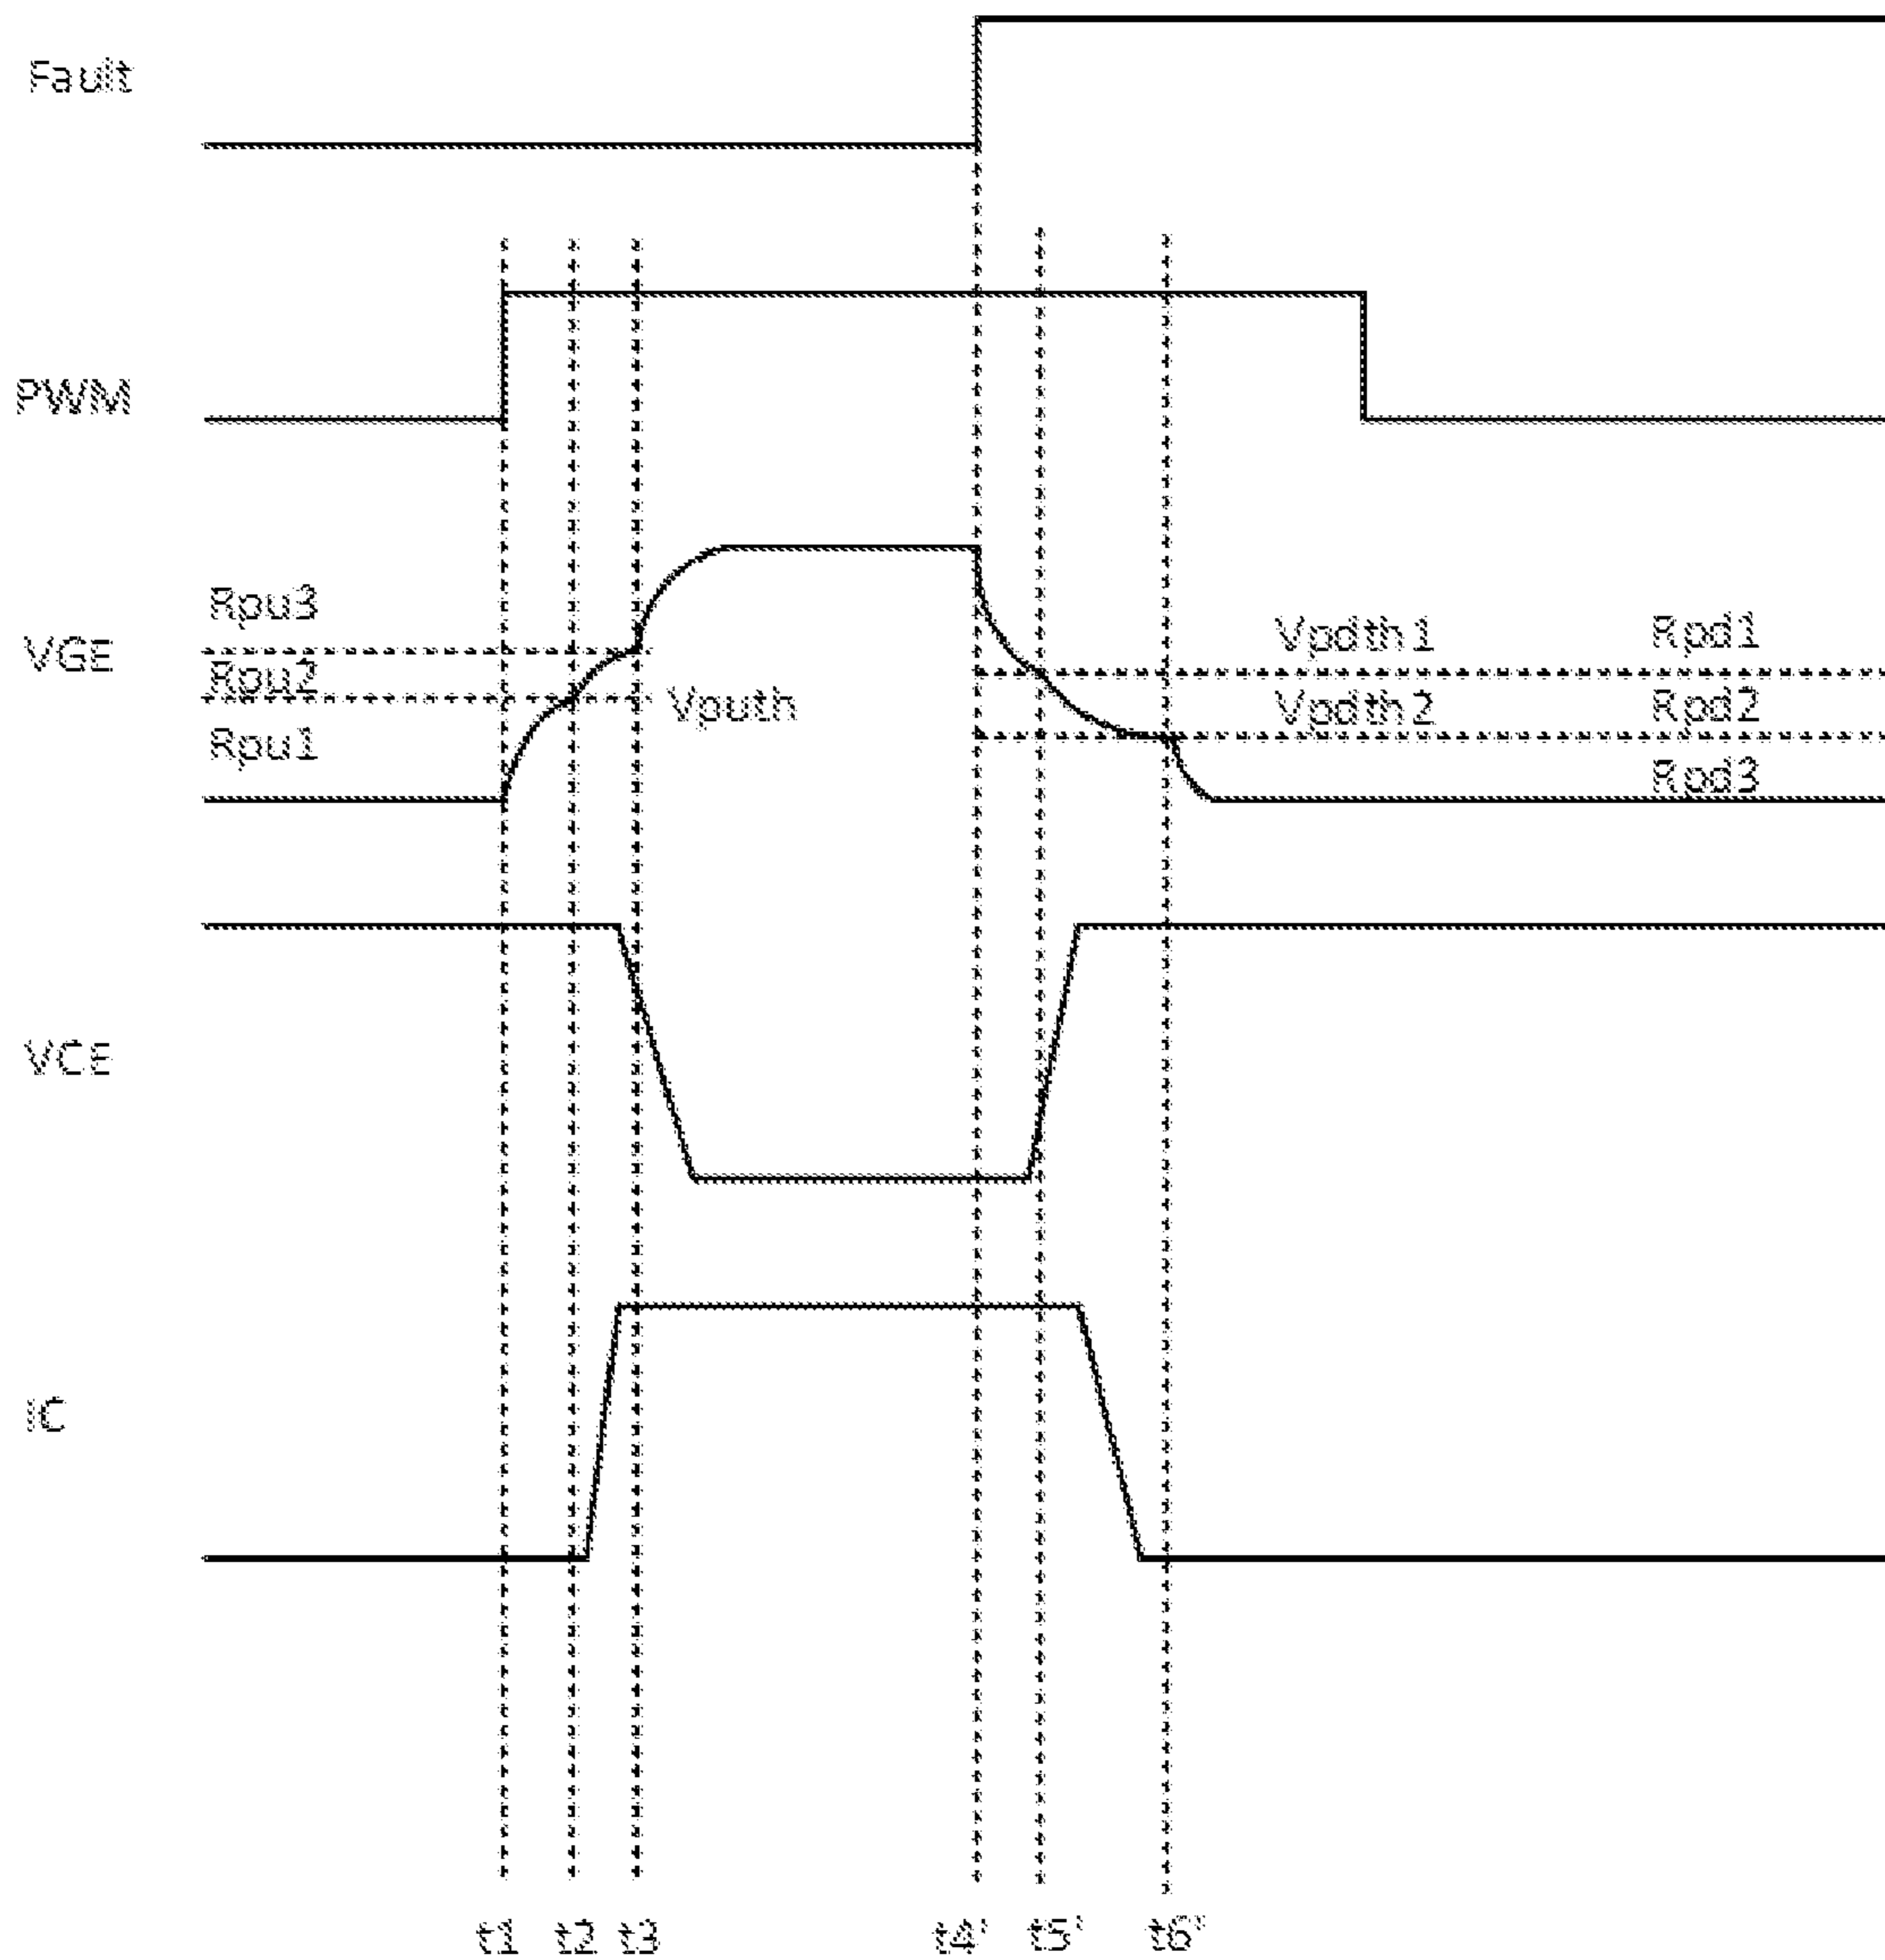 Fault
PWM
VGE
Rpu3
Rpu2
Rpu1
Vputh
Vpdth1
Rpd1
Vpdth2
Rpd2
Rpd3
VCE
IC
t1 t2 t3 t4' t5' t6'